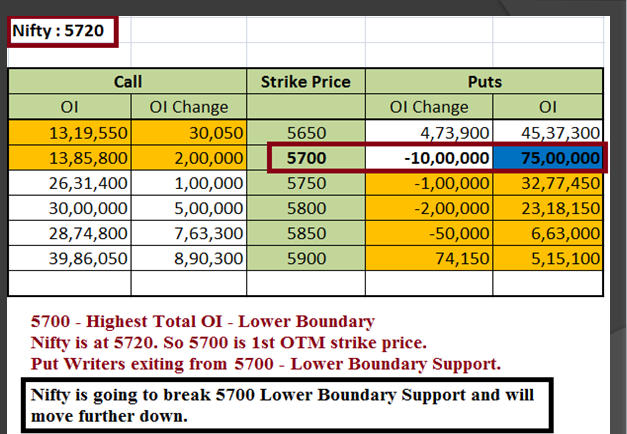 Nifty : 5720
Call Strike Price Puts
OI OI Change OI Change OI
13,19,550 30,050 5650 4,73,900 45,37,300
13,85,800 2,00,000 5700 -10,00,000 75,00,000
26,31,400 1,00,000 5750 -1,00,000 32,77,450
30,00,000 5,00,000 5800 -2,00,000 23,18,150
28,74,800 7,63,300 5850 -50,000 6,63,000
39,86,050 8,90,300 5900 74,150 5,15,100
5700 - Highest Total OI - Lower Boundary
Nifty is at 5720. So 5700 is 1st OTM strike price.
Put Writers exiting from 5700 - Lower Boundary Support.
Nifty is going to break 5700 Lower Boundary Support and will
move further down.